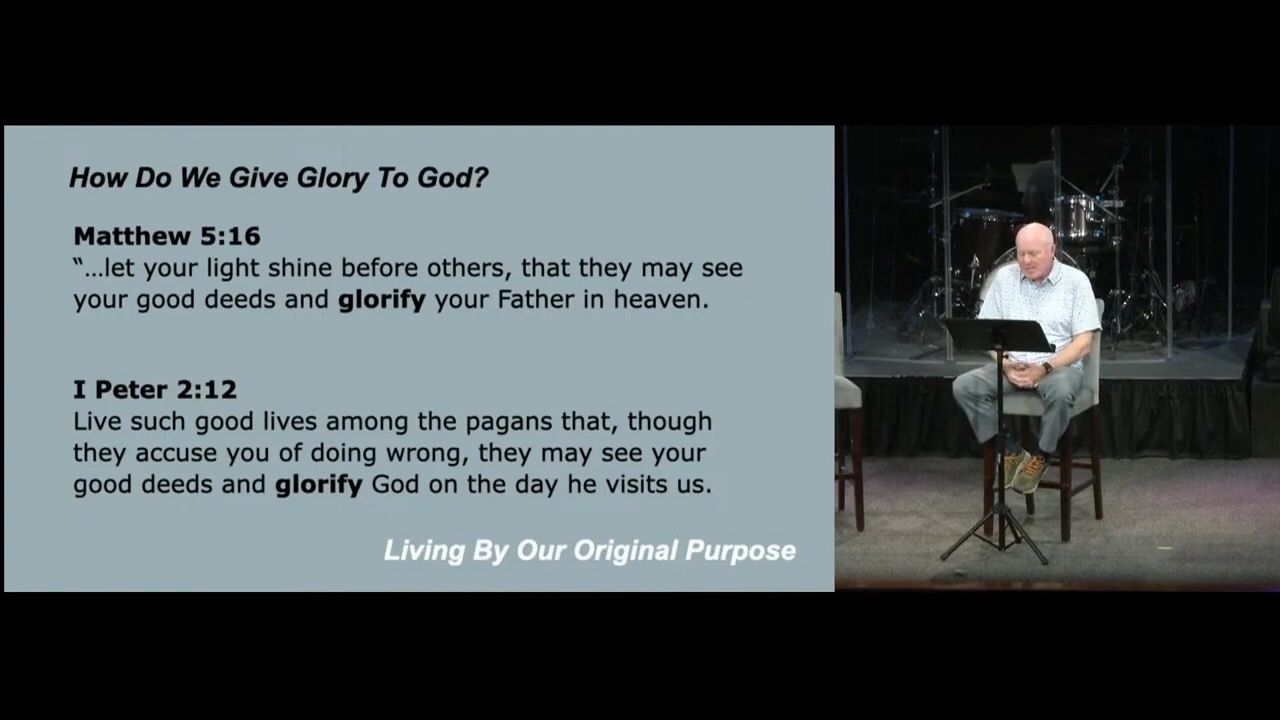 How Do We Give Glory To God?
Matthew 5:16
“…let your light shine before others, that they may see
your good deeds and glorify your Father in heaven.
I Peter 2:12
Live such good lives among the pagans that, though
they accuse you of doing wrong, they may see your
good deeds and glorify God on the day he visits us.
Living By Our Original Purpose